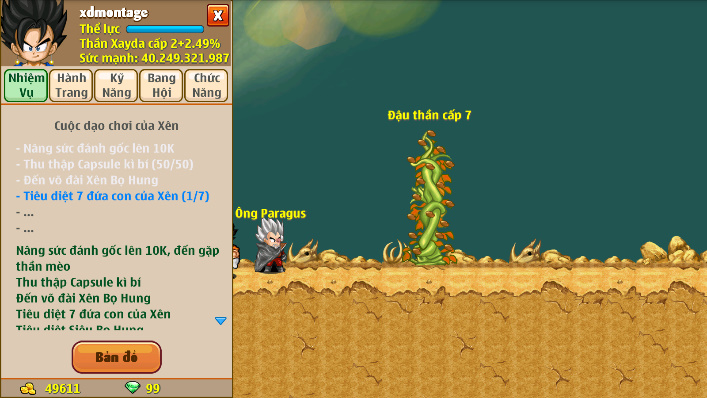 xdmontage
X
Thể lực
Thần Xayda cấp 2+2.49%
Sức mạnh: 40.249.321.987
Nhiệm Vụ
Hành Trang
Kỹ Năng
Bang Hội
Chức Năng
Cuộc dạo chơi của Xên
- Nâng sức đánh gốc lên 10K
- Thu thập Capsule kì bí (50/50)
- Đến võ đài Xên Bọ Hung
- Tiêu diệt 7 đứa con của Xên (1/7)
- ...
- ...
Nâng sức đánh gốc lên 10K, đến gặp
thần mèo
Thu thập Capsule kì bí
Đến võ đài Xên Bọ Hung
Tiêu diệt 7 đứa con của Xên
Tiêu diệt Siêu Bọ Hung
Bản đồ
49611
99
Đậu thần cấp 7
Ông Paragus